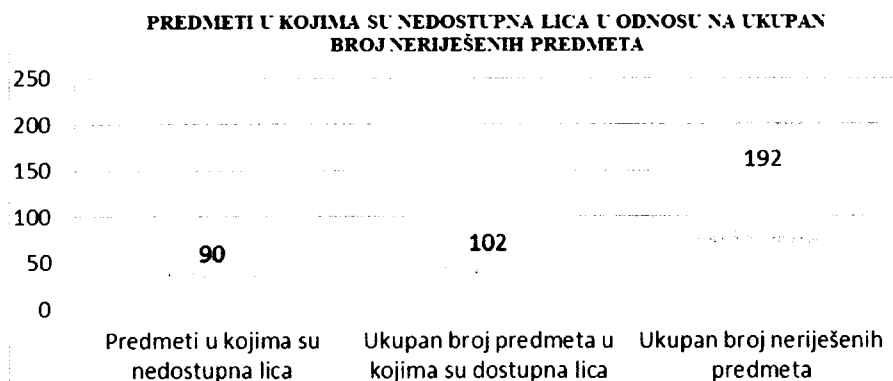 PREDMETI U KOJIMA SU NEDOSTUPNA LICA U ODNOSU NA UKUPAN
BROJ NERIJEŠENIH PREDMETA
250
200
150
100
50
0
90
102
192
Predmeti u kojima su
nedostupna lica
Ukupan broj predmeta u
kojima su dostupna lica
Ukupan broj neriješenih
predmeta